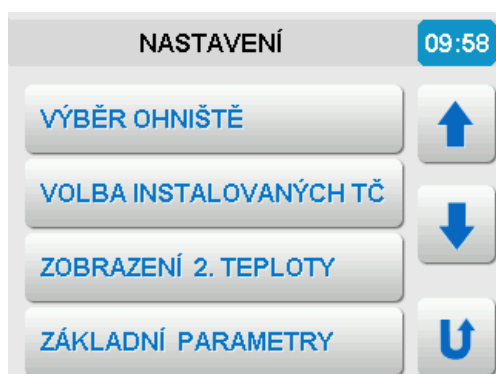 NASTAVENÍ
09:58
VÝBĚR OHNIŠTĚ
VOLBA INSTALOVANÝCH TČ
ZOBRAZENÍ 2. TEPLOTY
ZÁKLADNÍ PARAMETRY